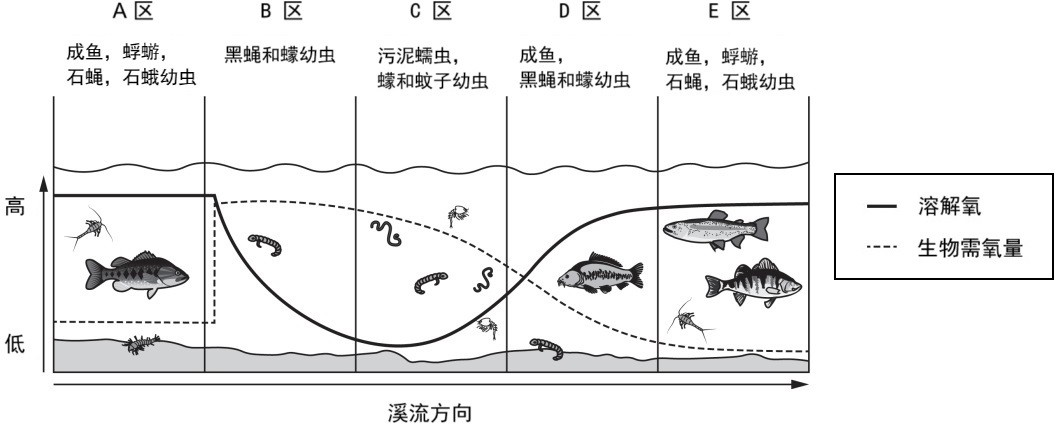 A 区
B 区
C 区
D 区
E 区
成鱼，蜉蝣，
石蝇，石蛾幼虫
黑蝇和蠓幼虫
污泥蠕虫，
蠓和蚊子幼虫
成鱼，
黑蝇和蠓幼虫
成鱼，蜉蝣，
石蝇，石蛾幼虫
高
低
溪流方向
溶解氧
生物需氧量